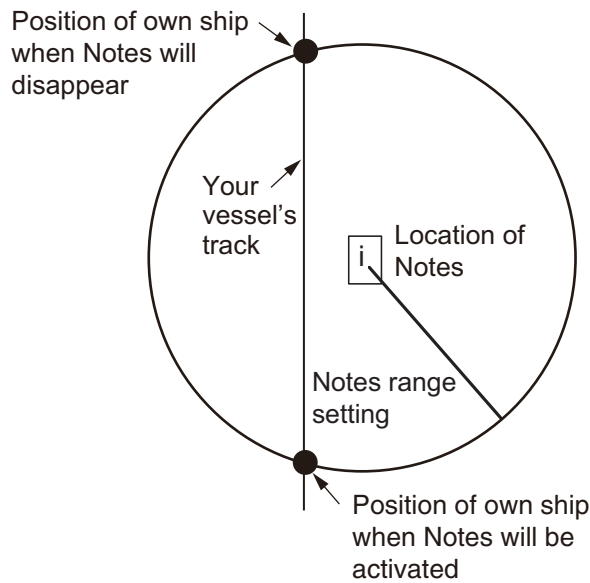 Position of own ship
when Notes will
disappear
Your
vessel's
track
i
Location of
Notes
Notes range
setting
Position of own ship
when Notes will be
activated